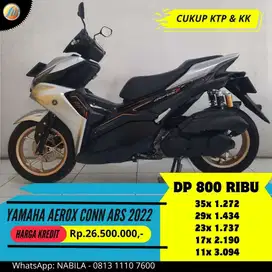 CUKUP KTP & KK
YAMAHA AEROX CONN ABS 2022
HARGA KREDIT
Rp.26.500.000,-
DP 800 RIBU
35x 1.272
29x 1.434
23x 1.737
17x 2.190
11x 3.094
WhatsApp: NABILA - 0813 1110 7600